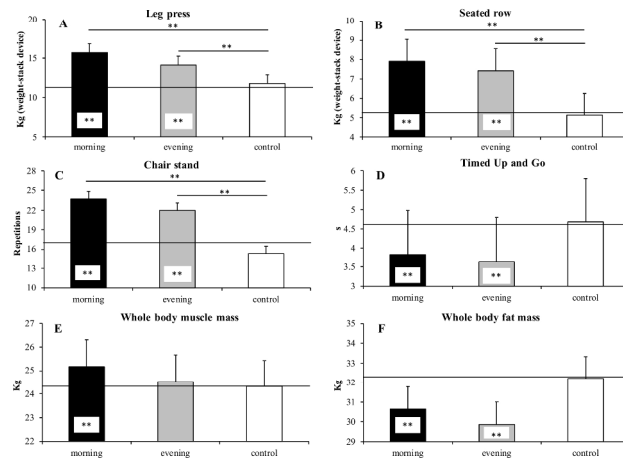 A
Leg press
Kg (weight-stack device)
20
15
10
5
**
**
**
**
morning
evening
control
B
Seated row
Kg (weight-stack device)
10
9
8
7
6
5
4
**
**
**
**
morning
evening
control
C
Chair stand
Repetitions
28
25
22
19
16
13
10
**
**
**
**
morning
evening
control
D
Timed Up and Go
s
6
5.5
5
4.5
4
3.5
3
**
**
morning
evening
control
E
Whole body muscle mass
Kg
27
26
25
24
23
22
**
morning
evening
control
F
Whole body fat mass
Kg
35
34
33
32
31
30
29
**
**
morning
evening
control